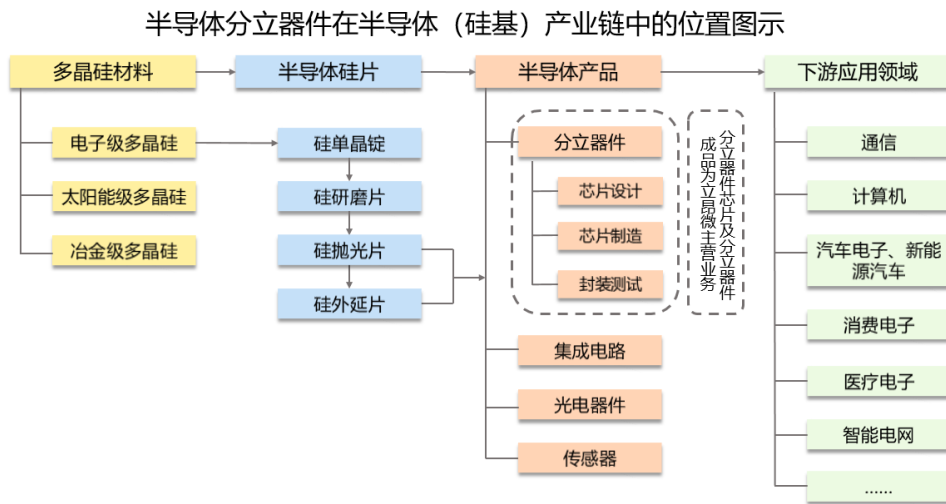 半导体分立器件在半导体（硅基）产业链中的位置图示
多晶硅材料
半导体硅片
半导体产品
下游应用领域
电子级多晶硅
太阳能级多晶硅
冶金级多晶硅
硅单晶锭
硅研磨片
硅抛光片
硅外延片
分立器件
芯片设计
芯片制造
封装测试
集成电路
光电器件
传感器
分立器件芯片及分立器件
成品为立昂微主营业务
通信
计算机
汽车电子、新能
源汽车
消费电子
医疗电子
智能电网
……